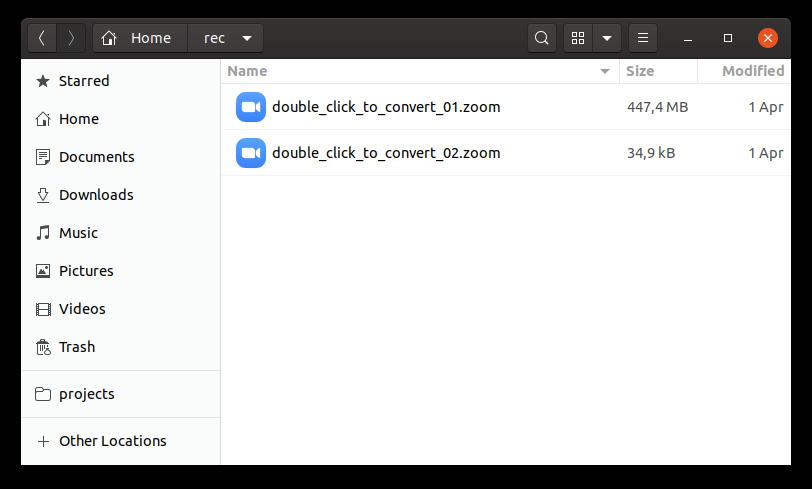 Home rec
Name Size Modified
Starred
Home
Documents
Downloads
Music
Pictures
Videos
Trash
projects
Other Locations
double_click_to_convert_01.zoom 447,4 MB 1 Apr
double_click_to_convert_02.zoom 34,9 kB 1 Apr